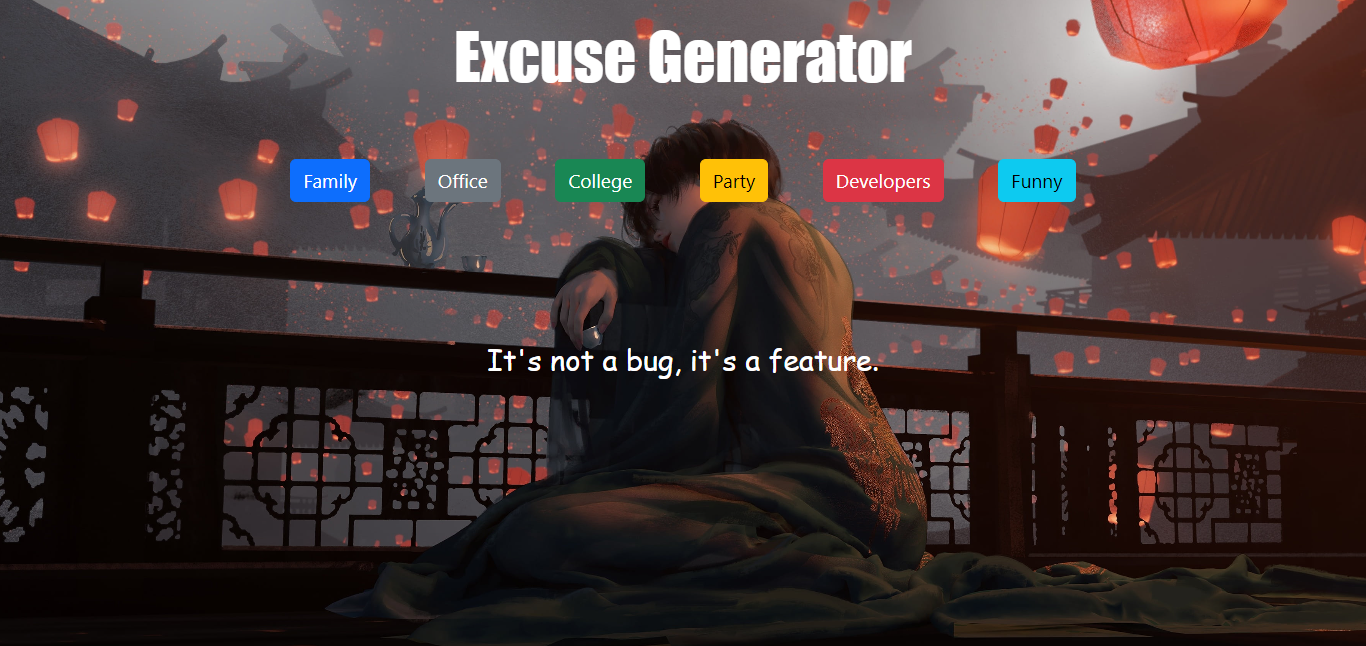 Excuse Generator
Family Office College Party Developers Funny
It's not a bug, it's a feature.